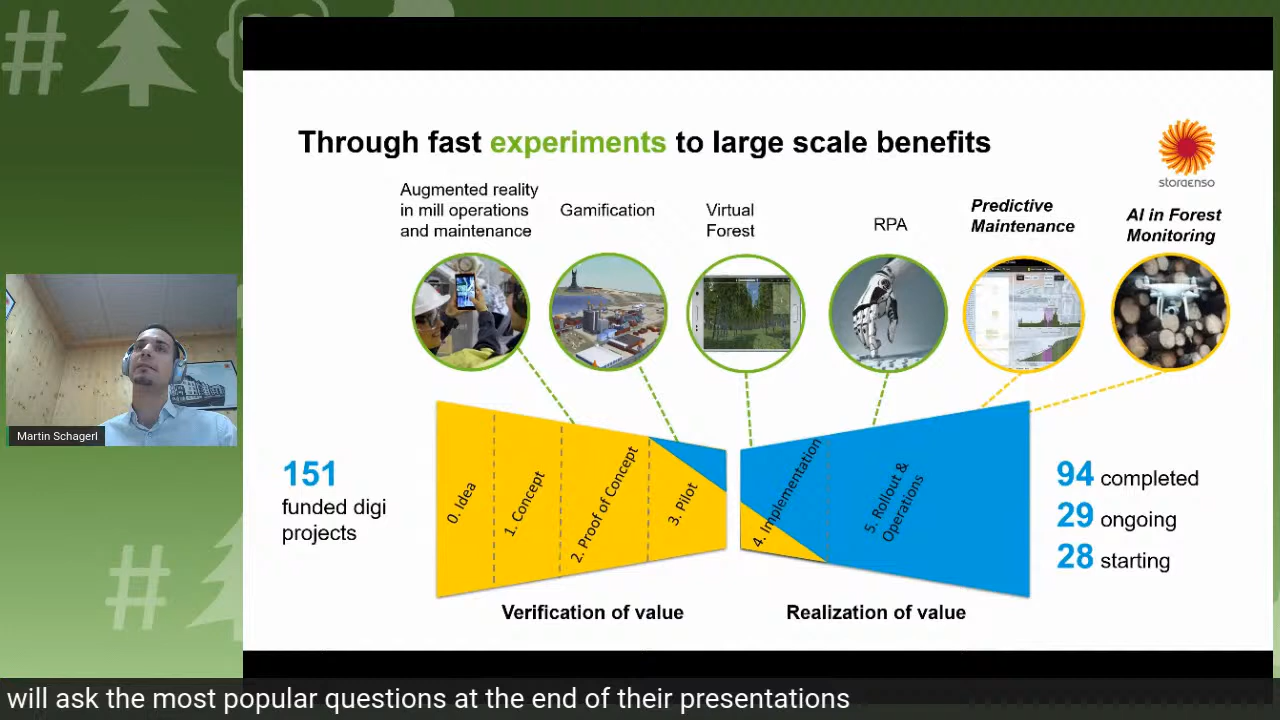 Through fast experiments to large scale benefits
storaenso
Augmented reality
in mill operations
and maintenance
Gamification
Virtual
Forest
RPA
Predictive
Maintenance
AI in Forest
Monitoring
Martin Schagerl
151
funded digi
projects
0. Idea
1. Concept
2. Proof of Concept
3. Pilot
4. Implementation
5. Rollout &
Operations
94 completed
29 ongoing
28 starting
Verification of value
Realization of value
will ask the most popular questions at the end of their presentations